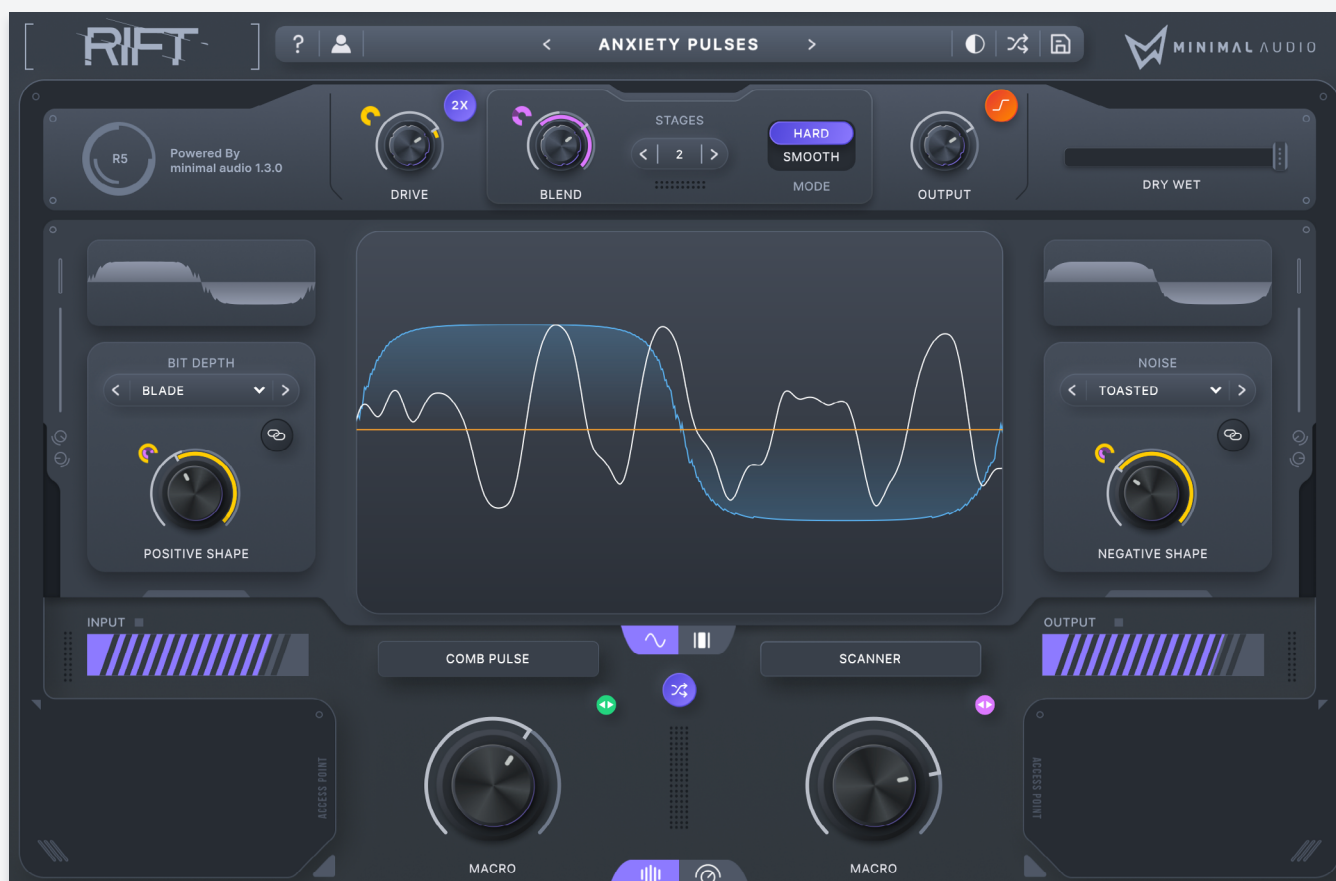 RIFT
?
ANXIETY PULSES
MINIMAL AUDIO
R5
Powered By
minimal audio 1.3.0
2X
DRIVE
BLEND
STAGES
2
HARD
SMOOTH
MODE
OUTPUT
DRY WET
BIT DEPTH
BLADE
POSITIVE SHAPE
NOISE
TOASTED
NEGATIVE SHAPE
INPUT
OUTPUT
COMB PULSE
SCANNER
ACCESS POINT
ACCESS POINT
MACRO
MACRO